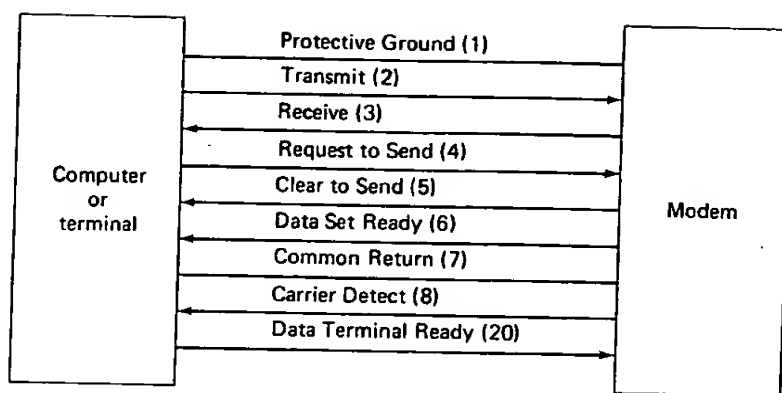 Protective Ground (1)
Transmit (2)
Receive (3)
Request to Send (4)
Clear to Send (5)
Data Set Ready (6)
Common Return (7)
Carrier Detect (8)
Data Terminal Ready (20)
Computer
or
terminal
Modem